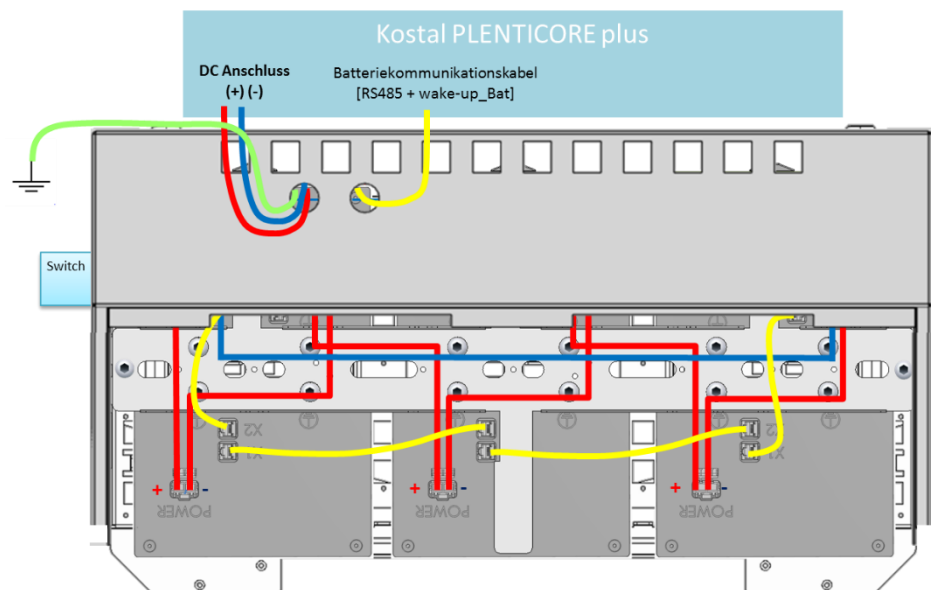 Kostal PLENTICORE plus
DC Anschluss
(+) (-)
Batteriekommunikationskabel
[RS485 + wake-up_Bat]
Switch
X2
X1
X2
X1
+ -
+ -
+ -
POWER
POWER
POWER